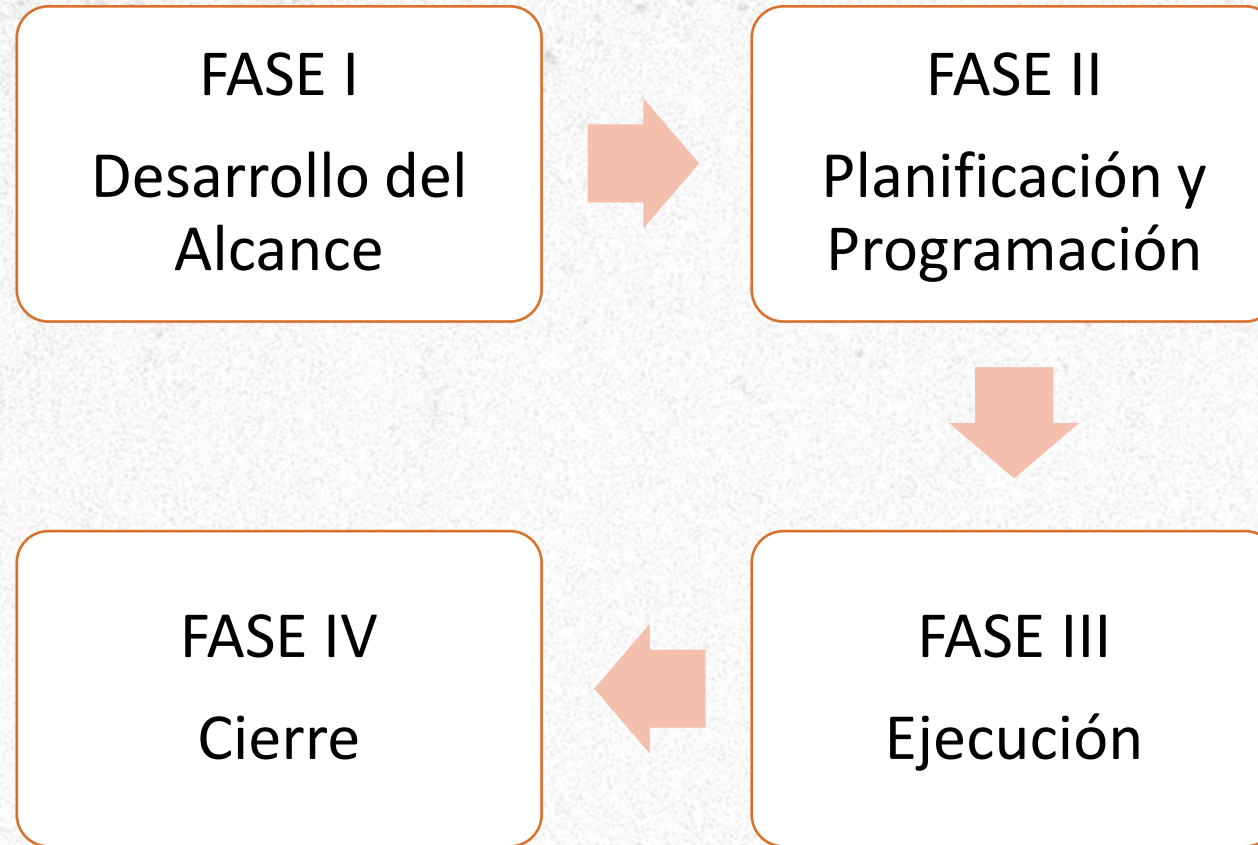 FASE I
Desarrollo del
Alcance
FASE II
Planificación y
Programación
FASE III
Ejecución
FASE IV
Cierre